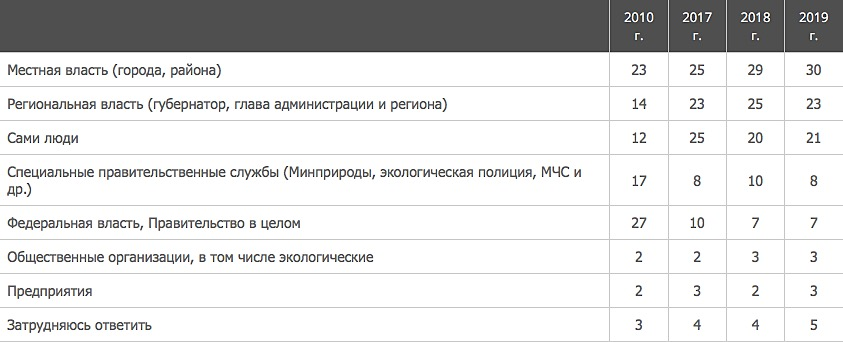 2010 г. 2017 г. 2018 г. 2019 г.
Местная власть (города, района) 23 25 29 30
Региональная власть (губернатор, глава администрации и региона) 14 23 25 23
Сами люди 12 25 20 21
Специальные правительственные службы (Минприроды, экологическая полиция, МЧС и
др.) 17 8 10 8
Федеральная власть, Правительство в целом 27 10 7 7
Общественные организации, в том числе экологические 2 2 3 3
Предприятия 2 3 2 3
Затрудняюсь ответить 3 4 4 5